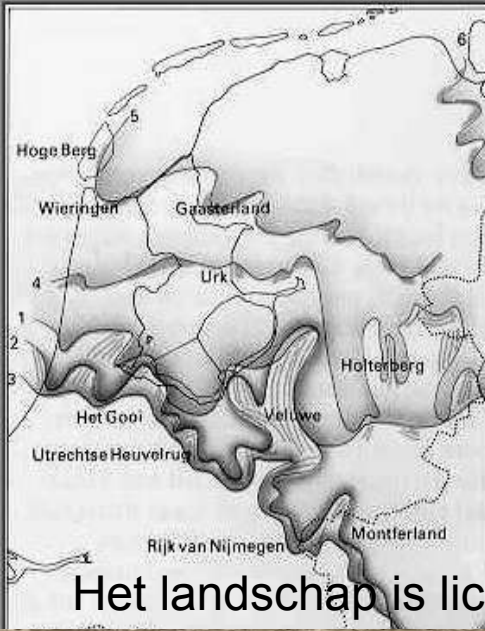 6
5
Hoge Berg
Wieringen
Gaasterland
Urk
4
1
2
3
Holterberg
Het Gooi
Veluwe
Utrechtse Heuvelrug
Rijk van Nijmegen
Montferland
Het landschap is lic